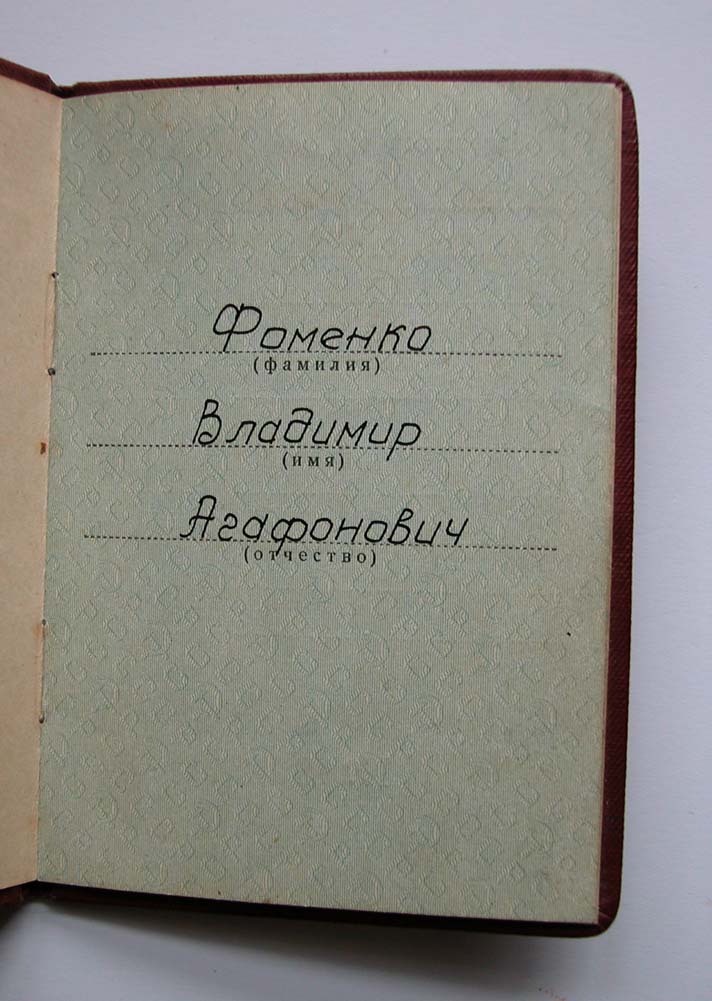 Фоменко
(фамилия)
Владимир
(имя)
Агафонович
(отчество)